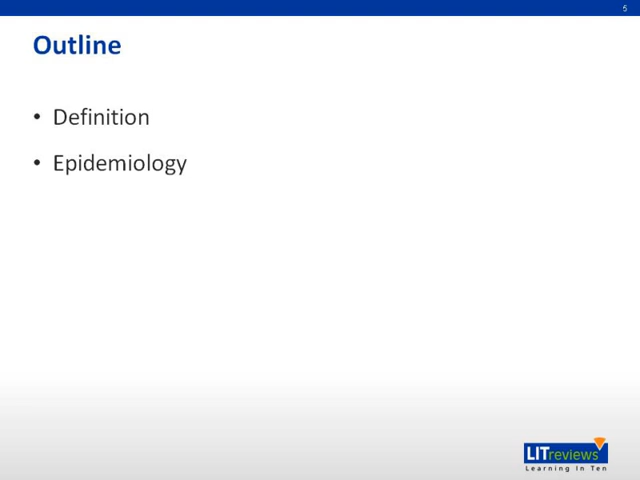 5
Outline
• Definition
• Epidemiology
LITreviews
Learning In Ten